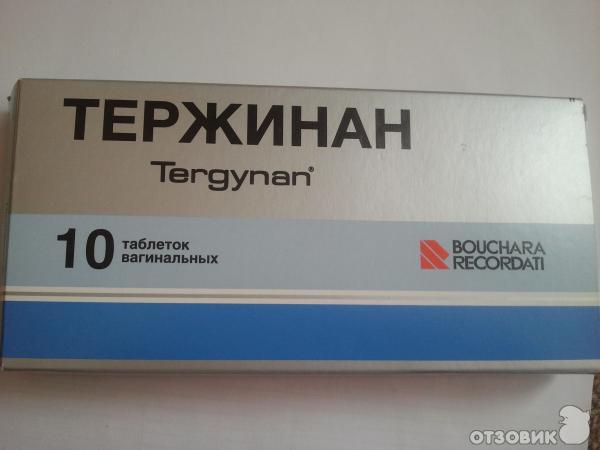 ТЕРЖИНАН
Tergynan®
10 таблеток
вагинальных
BOUCHARA
RECORDATI
ОТЗОВИК